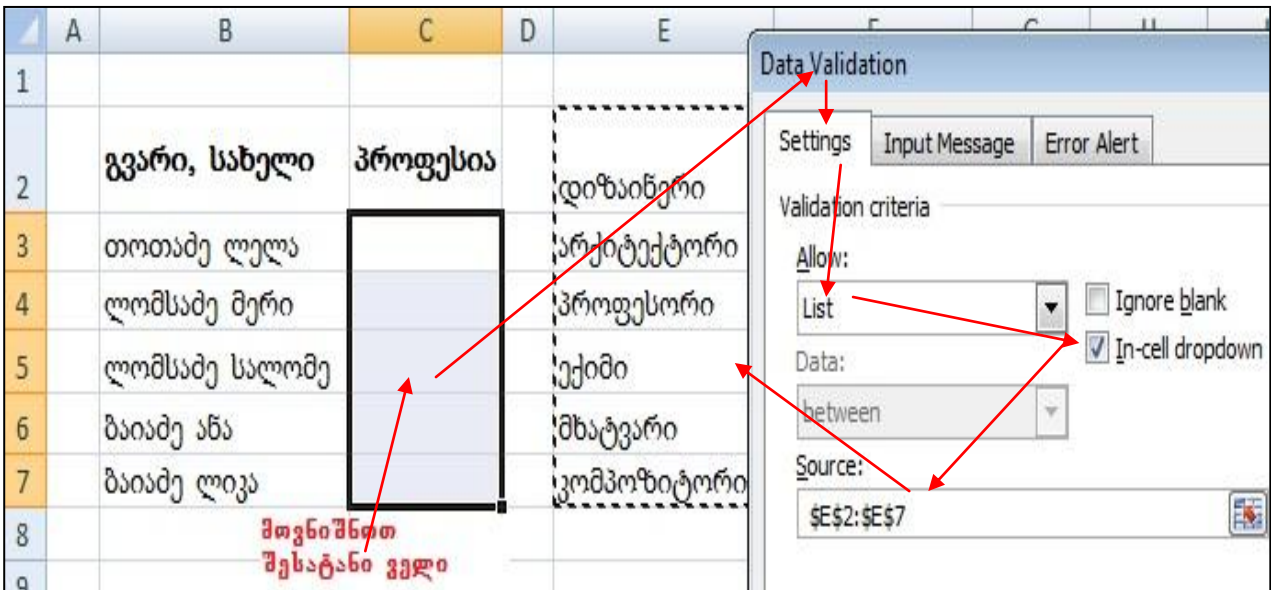 A B C D E
1
2 გვარი, სახელი პროფესია დიზაინერი
3 თოთაძე ლელა არქიტექტორი
4 ლომსაძე მერი პროფესორი
5 ლომსაძე სალომე ექიმი
6 ზაიაძე ანა მხატვარი
7 ზაიაძე ლიკა კომპოზიტორი
8 მოვნიშნოთ
შესატანი ველი
Data Validation
Settings Input Message Error Alert
Validation criteria
Allow:
List Ignore blank
In-cell dropdown
Data:
between
Source:
$E$2:$E$7